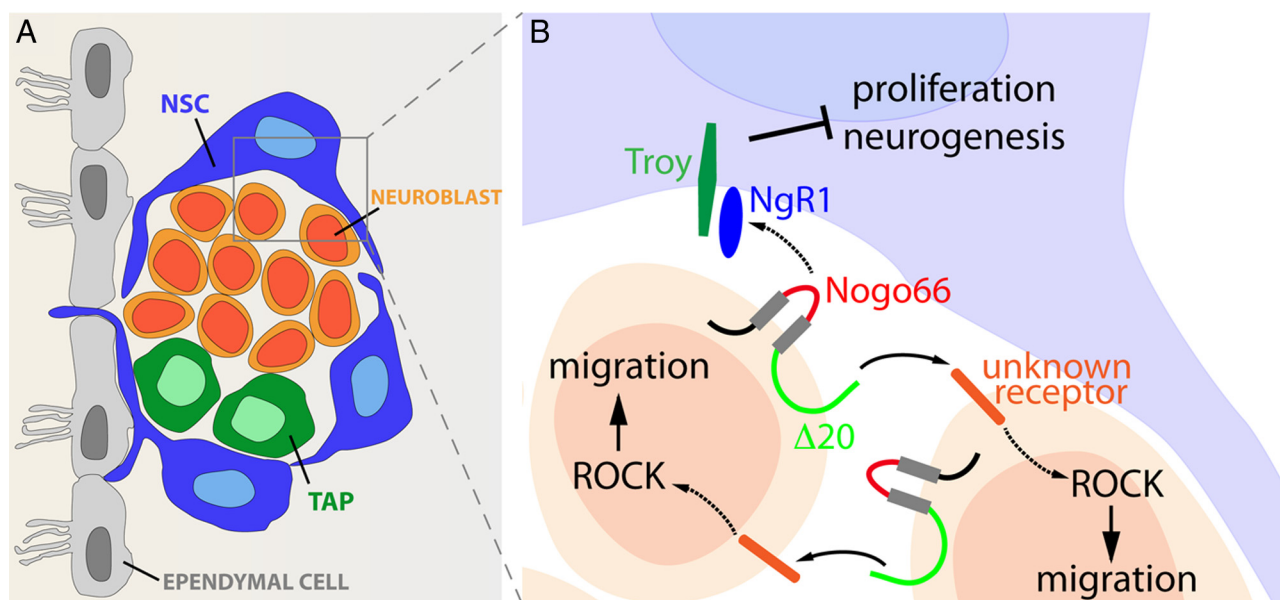 A
NSC
NEUROBLAST
TAP
EPENDYMAL CELL
B
proliferation
neurogenesis
Troy
NgR1
Nogo66
migration
ROCK
Δ20
unknown
receptor
ROCK
migration